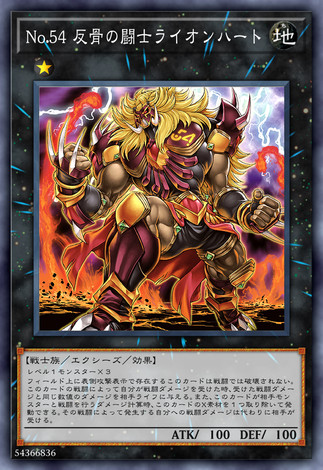 No.54 反骨の闘士ライオンハート 地
54
【戦士族／エクシーズ／効果】
レベル１モンスター×３
フィールド上に表側攻撃表示で存在するこのカードは戦闘では破壊されない。
このカードの戦闘によって自分が戦闘ダメージを受けた時、受けた戦闘ダメ
ージと同じ数値のダメージを相手ライフに与える。また、このカードが相手モン
スターと戦闘を行うダメージ計算時、このカードのX素材を１つ取り除いて発
動できる。その戦闘によって発生する自分への戦闘ダメージは代わりに相手が
受ける。
ATK/ 100 DEF/ 100
54366836